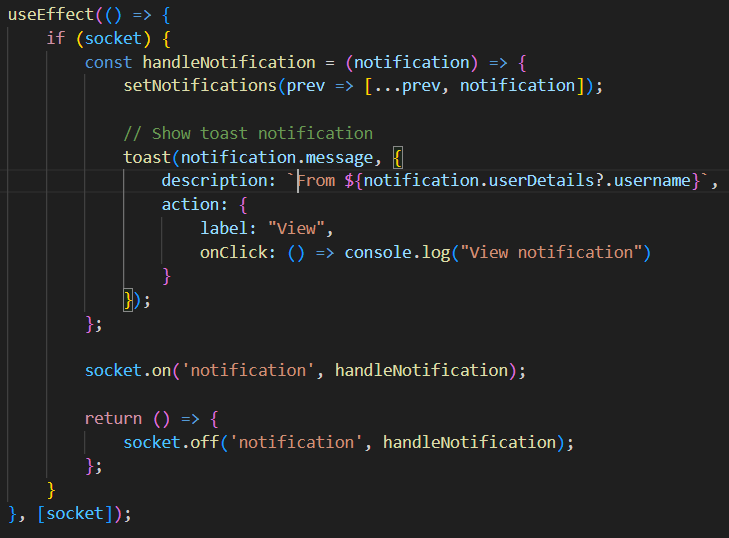 useEffect(() => {
    if (socket) {
        const handleNotification = (notification) => {
            setNotifications(prev => [...prev, notification]);

            // Show toast notification
            toast(notification.message, {
                description: `From ${notification.userDetails?.username}`,
                action: {
                    label: "View",
                    onClick: () => console.log("View notification")
                }
            });
        };

        socket.on('notification', handleNotification);

        return () => {
            socket.off('notification', handleNotification);
        };
    }
}, [socket]);